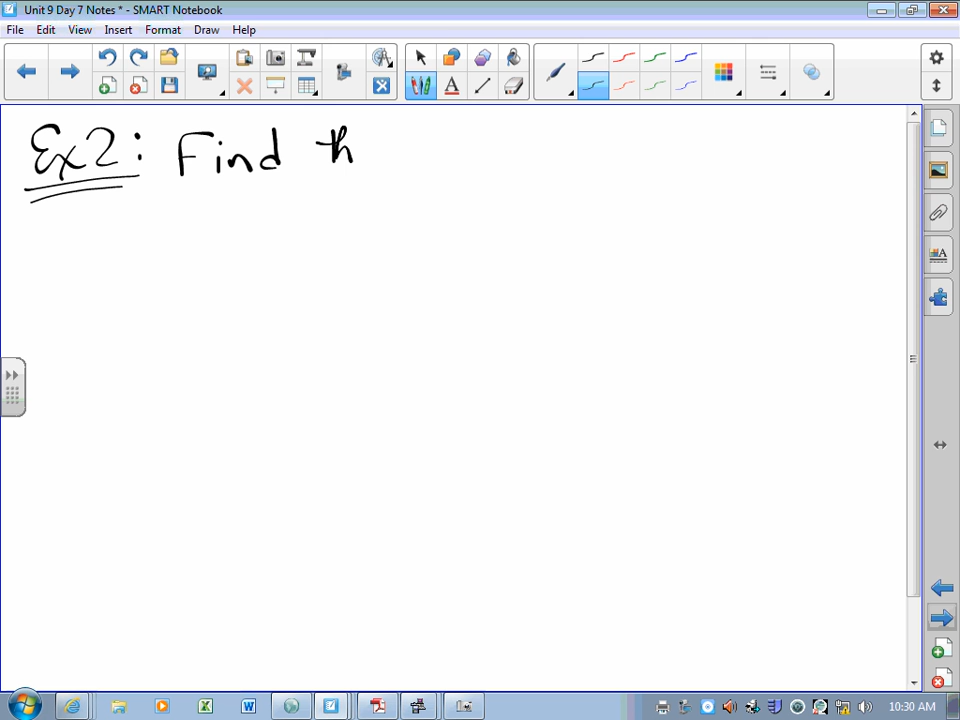 Unit 9 Day 7 Notes * - SMART Notebook
File Edit View Insert Format Draw Help
Ex2: Find th
10:30 AM